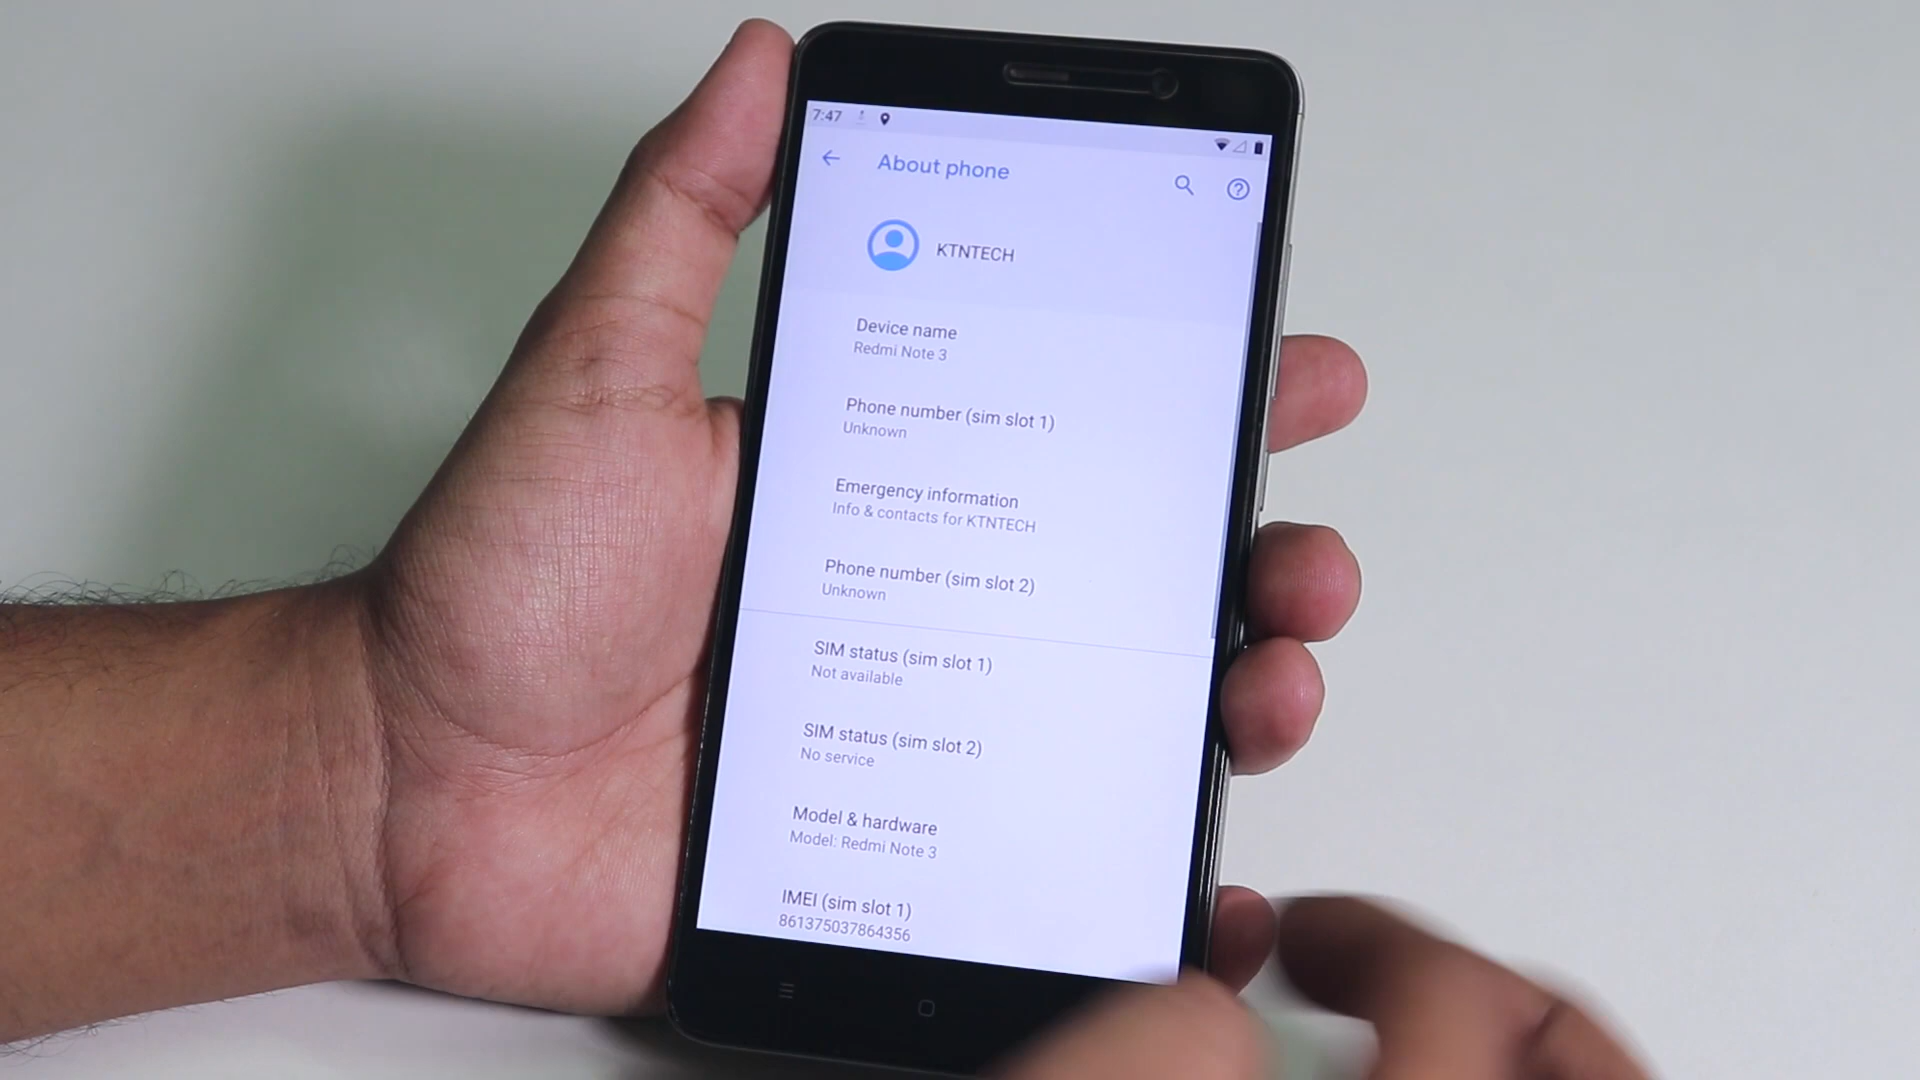 7:47
About phone
KTNTECH
Device name
Redmi Note 3
Phone number (sim slot 1)
Unknown
Emergency information
Info & contacts for KTNTECH
Phone number (sim slot 2)
Unknown
SIM status (sim slot 1)
Not available
SIM status (sim slot 2)
No service
Model & hardware
Model: Redmi Note 3
IMEI (sim slot 1)
861375037864356